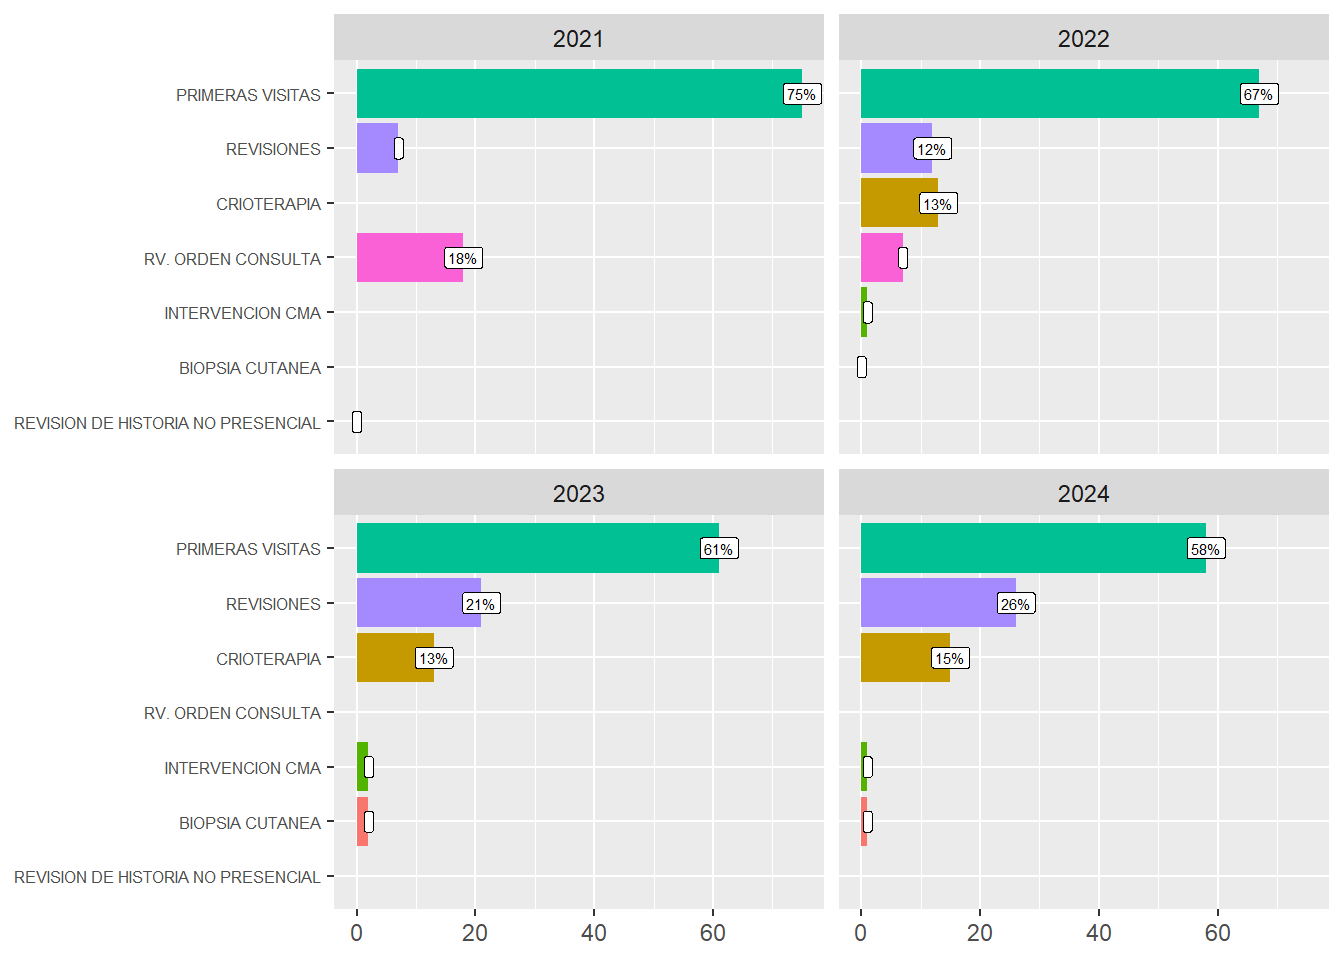 2021
2022
PRIMERAS VISITAS
75%
67%
REVISIONES
12%
CRIOTERAPIA
13%
RV. ORDEN CONSULTA
18%
INTERVENCION CMA
BIOPSIA CUTANEA
REVISION DE HISTORIA NO PRESENCIAL
2023
2024
PRIMERAS VISITAS
61%
58%
REVISIONES
21%
26%
CRIOTERAPIA
13%
15%
RV. ORDEN CONSULTA
INTERVENCION CMA
BIOPSIA CUTANEA
REVISION DE HISTORIA NO PRESENCIAL
0 20 40 60
0 20 40 60